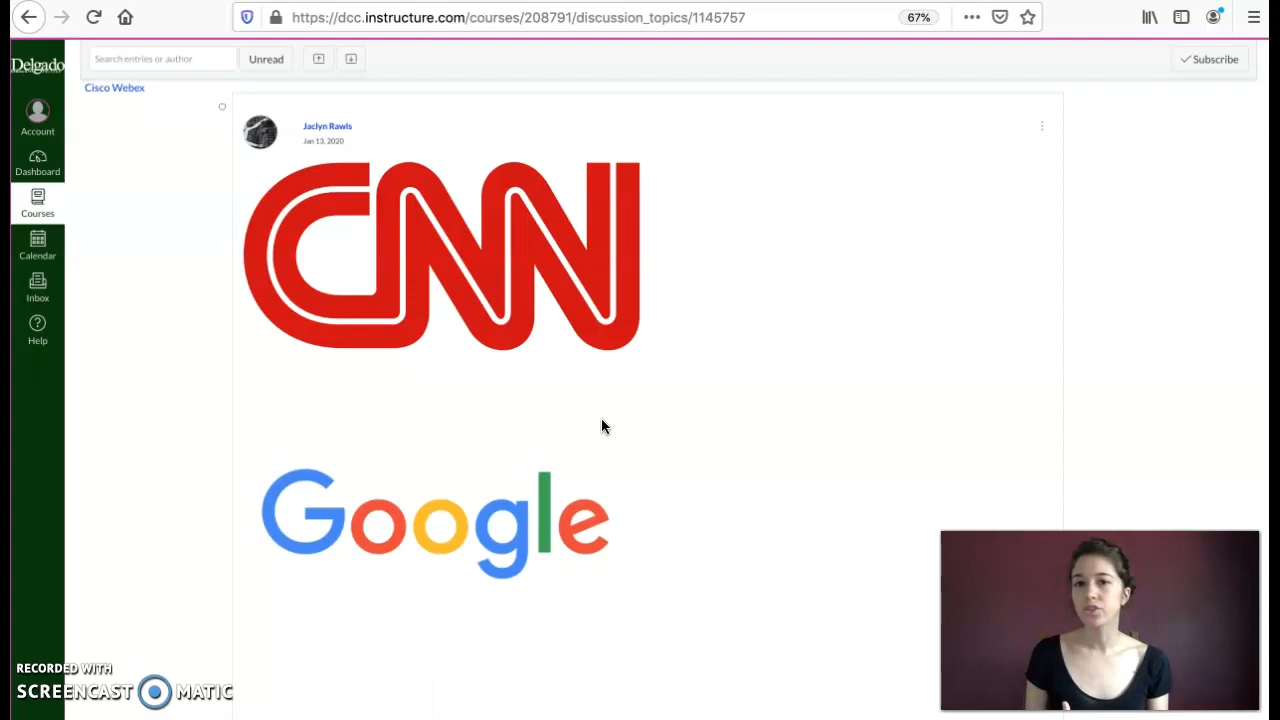 https://dcc.instructure.com/courses/208791/discussion_topics/1145757
67%
Delgado
Search entries or author
Unread
Subscribe
Cisco Webex
Account
Dashboard
Courses
Calendar
Inbox
Help
Jaclyn Rawls
Jan 13, 2020
CNN
Google
RECORDED WITH
SCREENCAST MATIC